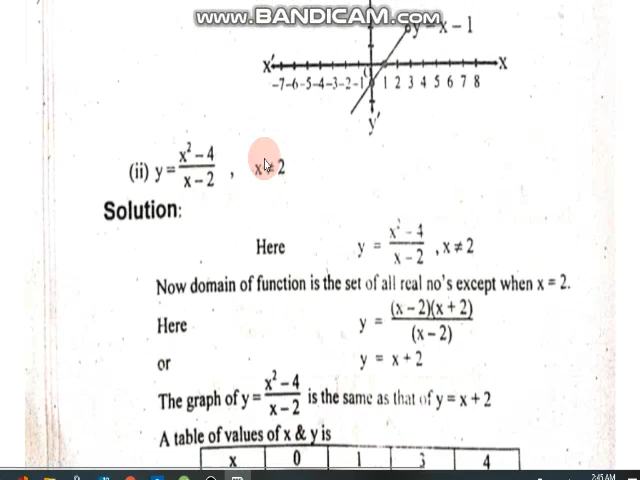 www.BANDICAM.com
y = x – 1
x' x
–7 –6 –5 –4 –3 –2 –1 1 2 3 4 5 6 7 8
y'
(ii) y = x² – 4 / x – 2 , x ≠ 2
Solution:
Here y = x² – 4 / x – 2 , x ≠ 2
Now domain of function is the set of all real no's except when x = 2.
Here y = (x – 2)(x + 2) / (x – 2)
or y = x + 2
The graph of y = x² – 4 / x – 2 is the same as that of y = x + 2
A table of values of x & y is
x 0 1 3 4
2:45 AM